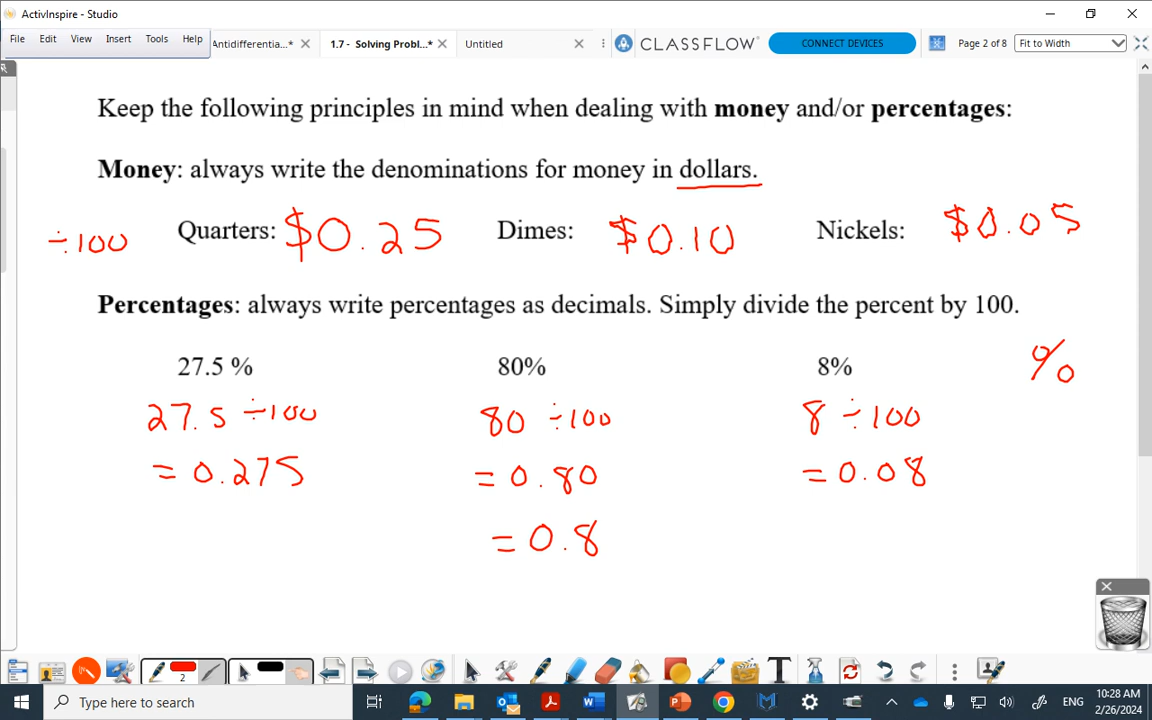 ActivInspire - Studio
File Edit View Insert Tools Help
Antidifferentia...* 1.7 - Solving Probl...* Untitled
CLASSFLOW CONNECT DEVICES Page 2 of 8 Fit to Width
Keep the following principles in mind when dealing with money and/or percentages:
Money: always write the denominations for money in dollars.
÷100 Quarters: $0.25 Dimes: $0.10 Nickels: $0.05
Percentages: always write percentages as decimals. Simply divide the percent by 100.
27.5 % 80% 8% %
27.5 ÷100 80 ÷100 8 ÷100
= 0.275 = 0.80 = 0.08
= 0.8
2
Type here to search
ENG
10:28 AM
2/26/2024